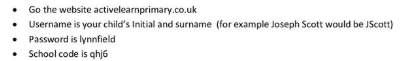 • Go the website activelearnprimary.co.uk
• Username is your child's Initial and surname (for example Joseph Scott would be JScott)
• Password is lynnfield
• School code is qhj6